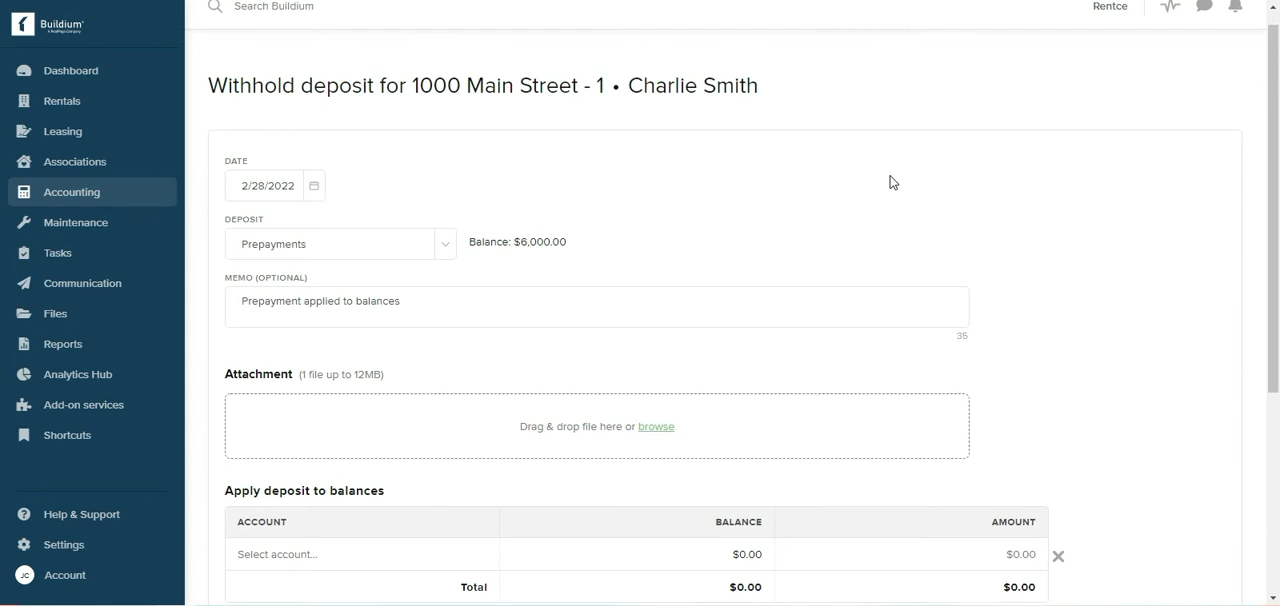 Buildium®
A RealPage Company
Search Buildium
Rentce
Dashboard
Rentals
Leasing
Associations
Accounting
Maintenance
Tasks
Communication
Files
Reports
Analytics Hub
Add-on services
Shortcuts
Help & Support
Settings
JC
Account
Withhold deposit for 1000 Main Street - 1 • Charlie Smith
DATE
2/28/2022
DEPOSIT
Prepayments
Balance: $6,000.00
MEMO (OPTIONAL)
Prepayment applied to balances
35
Attachment (1 file up to 12MB)
Drag & drop file here or browse
Apply deposit to balances
ACCOUNT BALANCE AMOUNT
Select account... $0.00 $0.00
Total $0.00 $0.00